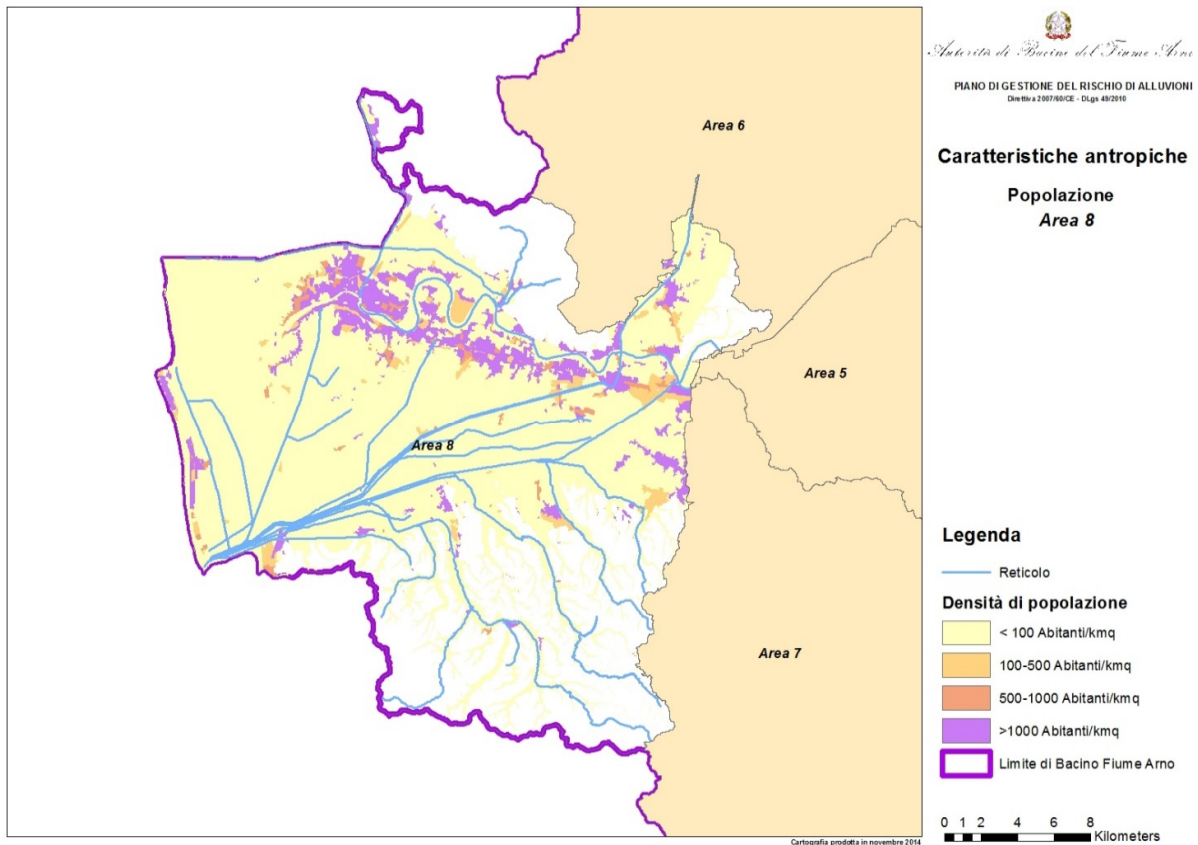 Autorità di Bacino del Fiume Arno
PIANO DI GESTIONE DEL RISCHIO DI ALLUVIONI
Direttiva 2007/60/CE - DLgs 49/2010
Caratteristiche antropiche
Popolazione
Area 8
Area 6
Area 5
Area 8
Area 7
Legenda
Reticolo
Densità di popolazione
< 100 Abitanti/kmq
100-500 Abitanti/kmq
500-1000 Abitanti/kmq
>1000 Abitanti/kmq
Limite di Bacino Fiume Arno
0 1 2 4 6 8
Kilometers
Cartografia prodotta in novembre 2014